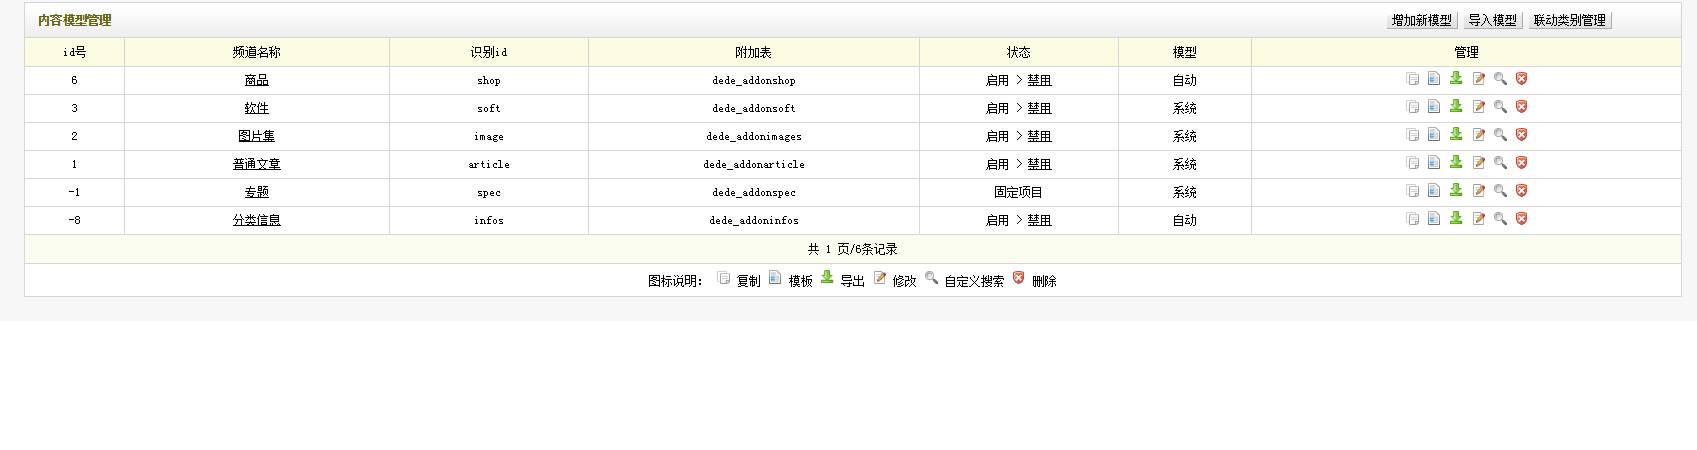 内容模型管理 增加新模型 导入模型 联动类别管理
id号 频道名称 识别id 附加表 状态 模型 管理
6 商品 shop dede_addonshop 启用 > 禁用 自动
3 软件 soft dede_addonsoft 启用 > 禁用 系统
2 图片集 image dede_addonimages 启用 > 禁用 系统
1 普通文章 article dede_addonarticle 启用 > 禁用 系统
-1 专题 spec dede_addonspec 固定项目 系统
-8 分类信息 infos dede_addoninfos 启用 > 禁用 自动
共 1 页/6条记录
图标说明： 复制 模板 导出 修改 自定义搜索 删除